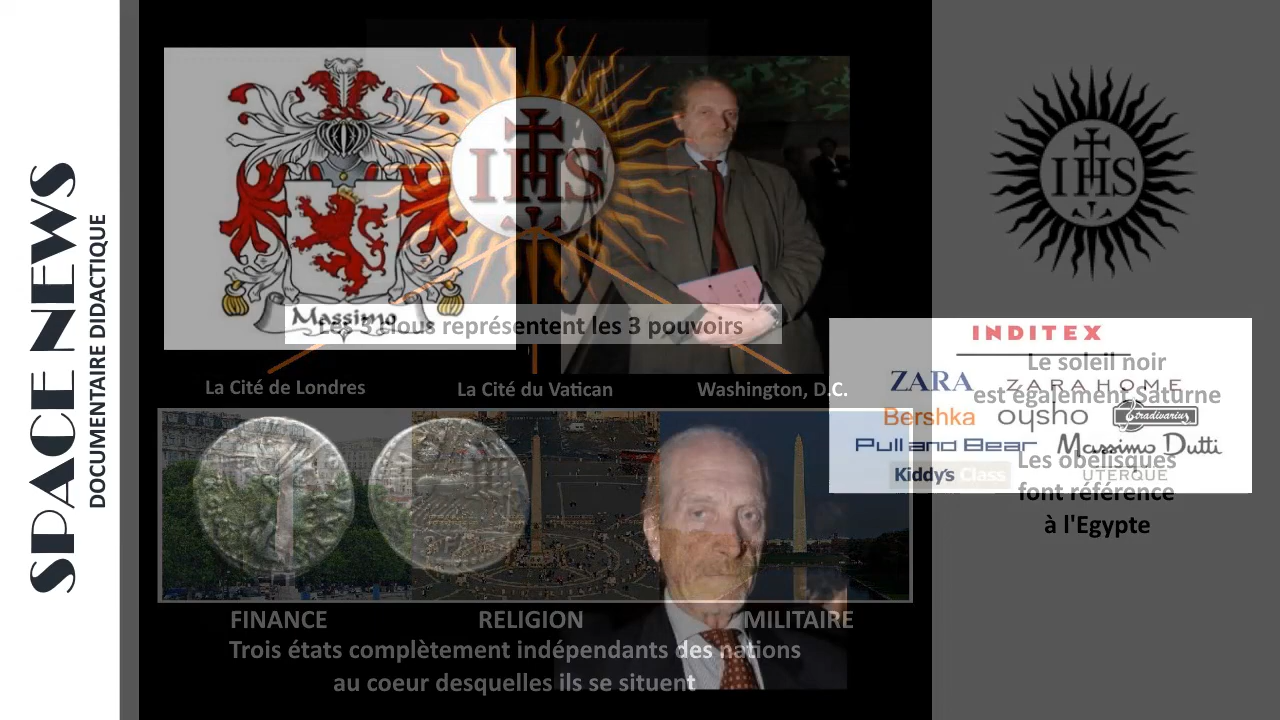 SPACE NEWS
DOCUMENTAIRE DIDACTIQUE
IHS
Massimo
Les 3 clous représentent les 3 pouvoirs
La Cité de Londres
La Cité du Vatican
Washington, D.C.
FINANCE
RELIGION
MILITAIRE
Trois états complètement indépendants des nations
au coeur desquelles ils se situent
IHS
INDITEX
Le soleil noir
est également Saturne
ZARA
ZARA HOME
Bershka
oysho
Stradivarius
Pull and Bear
Massimo Dutti
Kiddy's Class
UTERQÜE
Les obélisques
font référence
à l'Egypte